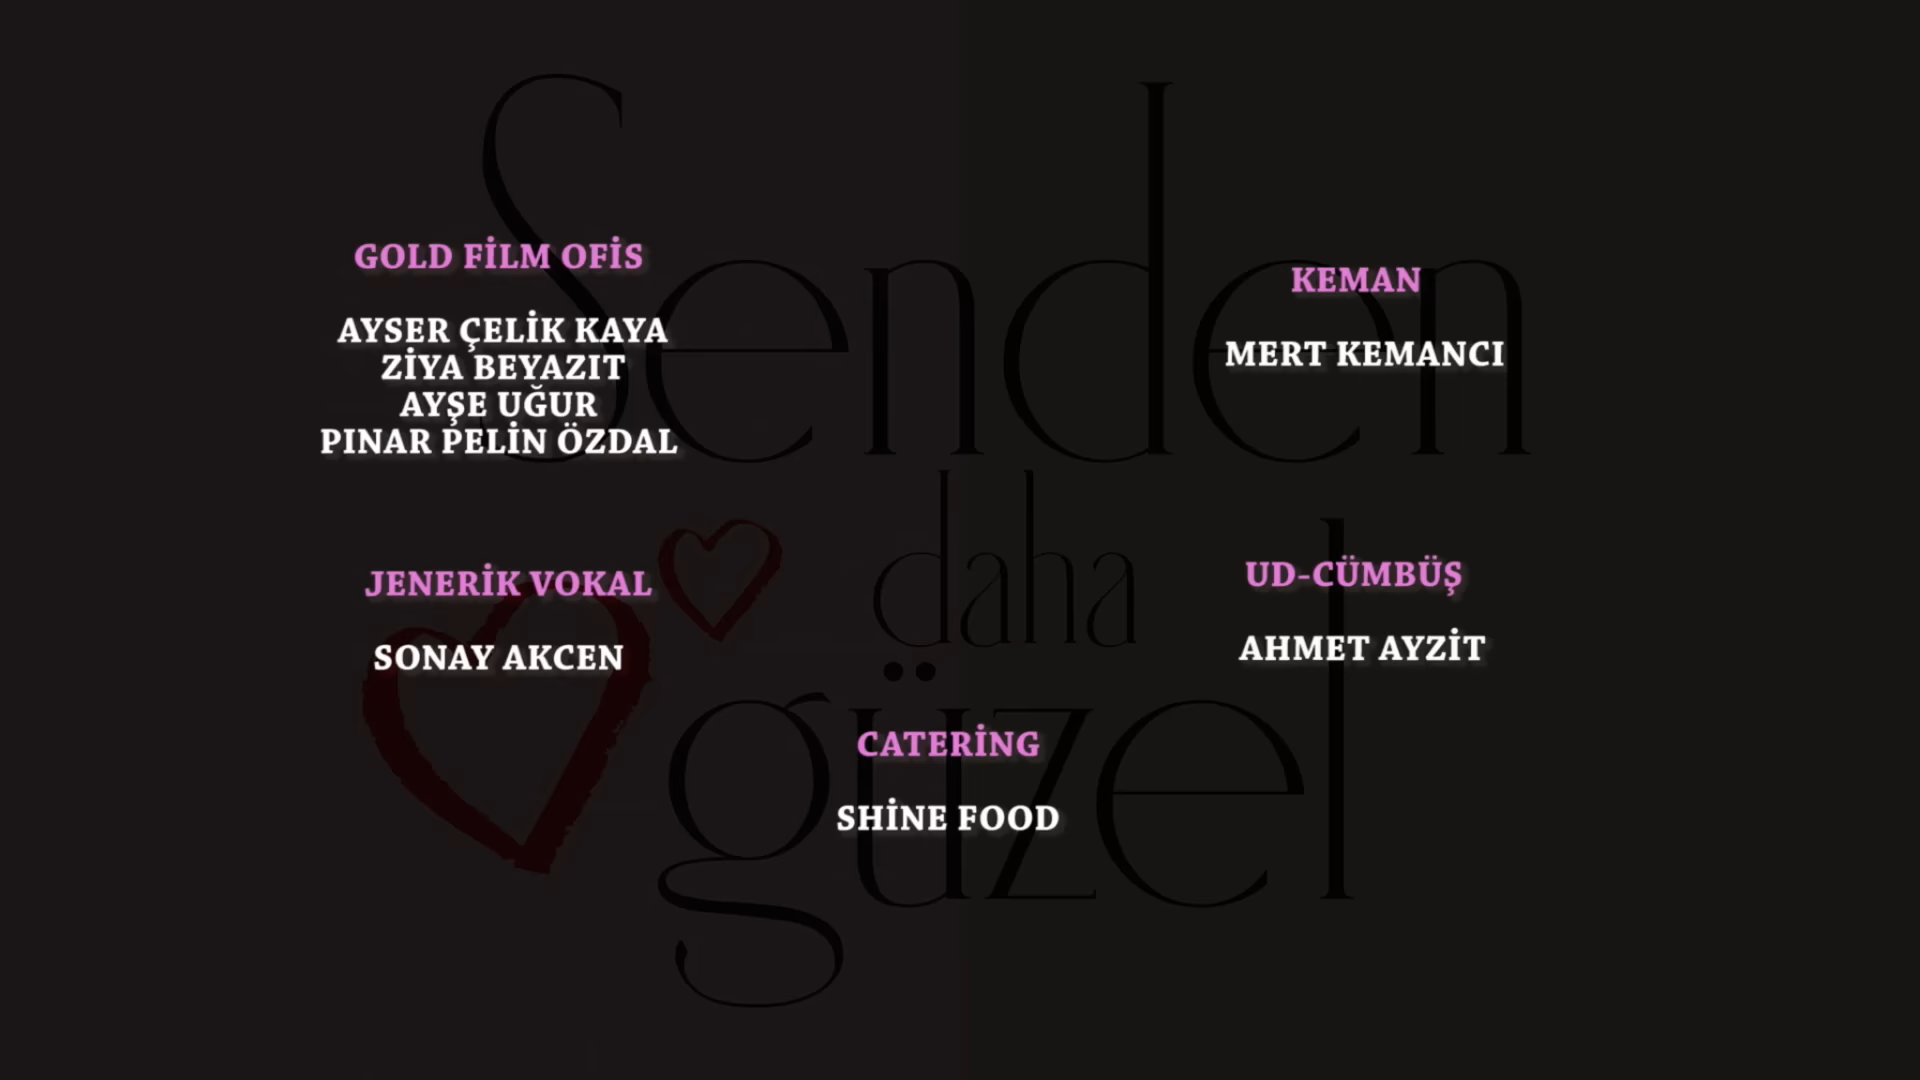 Senden
daha
güzel
GOLD FİLM OFİS
AYSER ÇELİK KAYA
ZİYA BEYAZIT
AYŞE UĞUR
PINAR PELİN ÖZDAL
KEMAN
MERT KEMANCI
JENERİK VOKAL
SONAY AKCEN
UD-CÜMBÜŞ
AHMET AYZİT
CATERİNG
SHİNE FOOD